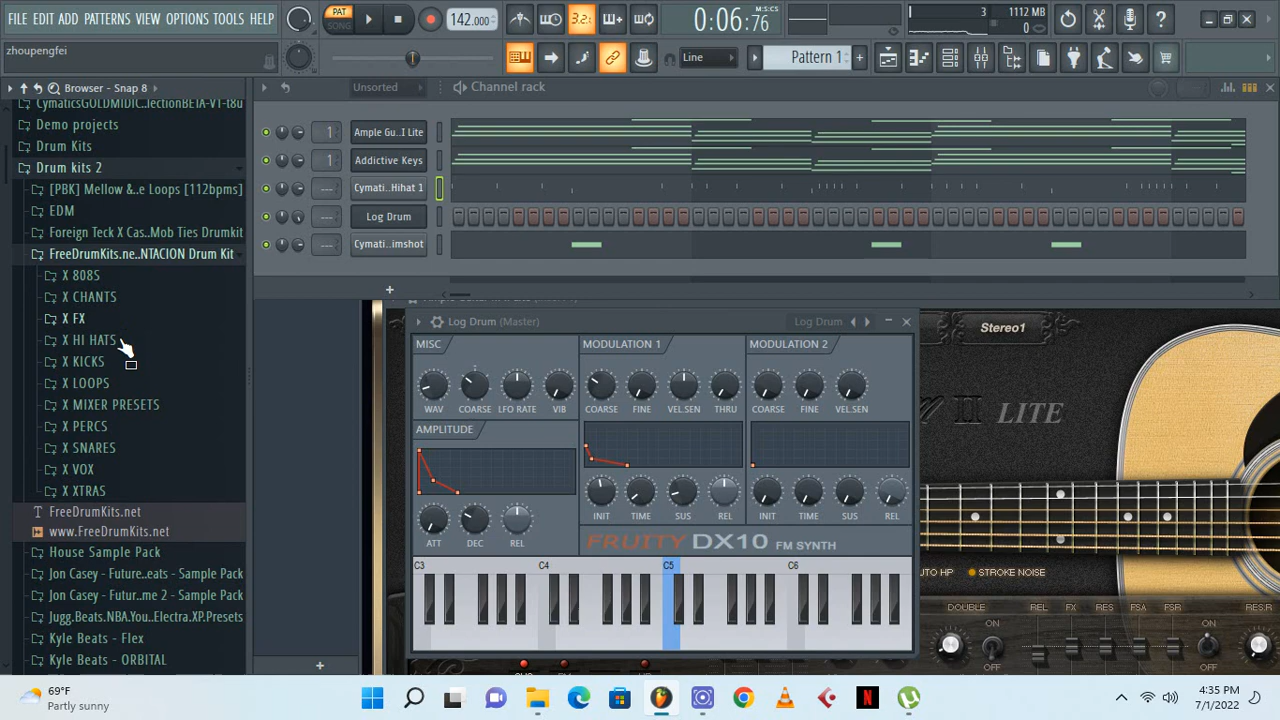 FILE EDIT ADD PATTERNS VIEW OPTIONS TOOLS HELP
zhoupengfei
PAT
SONG
142.000
3.2
0:06:76
M:S:CS
3
1112 MB
0
Line
Pattern 1
Browser - Snap 8
Unsorted
Channel rack
Demo projects
Drum Kits
Drum kits 2
[PBK] Mellow &..e Loops [112bpms]
EDM
Foreign Teck X Cas..Mob Ties Drumkit
FreeDrumKits.ne..NTACION Drum Kit
X 808S
X CHANTS
X FX
X HI HATS
X KICKS
X LOOPS
X MIXER PRESETS
X PERCS
X SNARES
X VOX
X XTRAS
FreeDrumKits.net
www.FreeDrumKits.net
House Sample Pack
Jon Casey - Future..eats - Sample Pack
Jon Casey - Futur..me 2 - Sample Pack
Jugg.Beats.NBA.You..Electra.XP.Presets
Kyle Beats - Flex
Kyle Beats - ORBITAL
1 Ample Gu..I Lite
1 Addictive Keys
--- Cymati..Hihat 1
--- Log Drum
--- Cymati..imshot
Log Drum (Master)
Log Drum
MISC
WAV COARSE LFO RATE VIB
AMPLITUDE
ATT DEC REL
MODULATION 1
COARSE FINE VEL.SEN THRU
INIT TIME SUS REL
MODULATION 2
COARSE FINE VEL.SEN
INIT TIME SUS REL
FRUITY DX10 FM SYNTH
C3 C4 C5 C6
Stereo1
LITE
AUTO HP STROKE NOISE
DOUBLE REL FX RES FSA FSR RES:R
ON
OFF
ON
OFF
69°F
Partly sunny
4:35 PM
7/1/2022